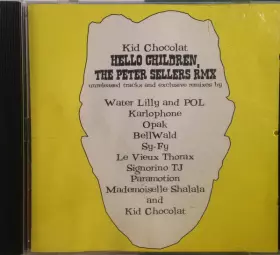 Kid Chocolat
HELLO CHILDREN,
THE PETER SELLERS RMX
unreleased tracks and exclusive remixes by
Water Lilly and POL
Karlophone
Opak
BellWald
Sy-Fy
Le Vieux Thorax
Signorino TJ
Paramotion
Mademoiselle Shalala
and
Kid Chocolat